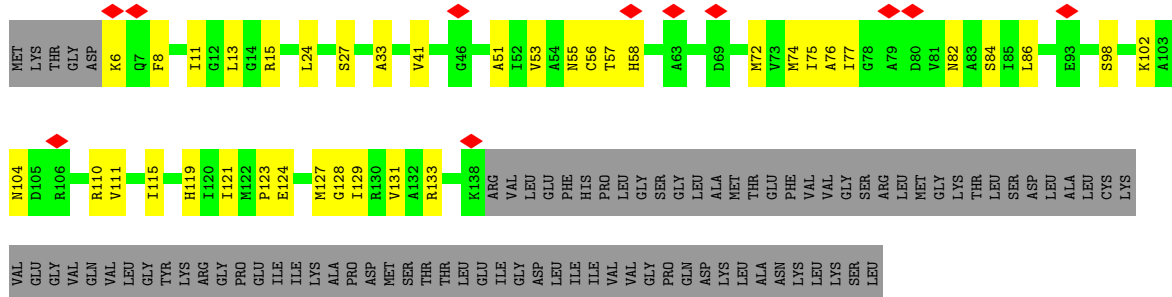 MET LYS THR GLY ASP K6 Q7 F8 I11 G12 L13 G14 R15 L24 S27 A33 V41 G46 A51 I52 V53 A54 N55 C56 T57 H58 A63 D69 M72 V73 M74 I75 A76 I77 G78 A79 D80 V81 N82 A83 S84 I85 L86 E93 S98 K102 A103
N104 D105 R106 R110 V111 I115 H119 I120 I121 M122 P123 E124 M127 G128 I129 R130 V131 A132 R133 K138 ARG VAL LEU GLU PHE HIS PRO LEU GLY SER GLY LEU ALA MET THR GLU PHE VAL VAL GLY SER ARG LEU MET GLY LYS THR LEU SER ASP LEU ALA LEU CYS LYS
VAL GLU GLY VAL GLN VAL LEU GLY TYR LYS ARG GLY PRO GLU ILE ILE LYS ALA PRO ASP MET SER THR THR LEU GLU ILE GLY ASP LEU ILE ILE VAL VAL GLY PRO GLN ASP LYS LEU ALA ASN LYS LEU LYS SER LEU